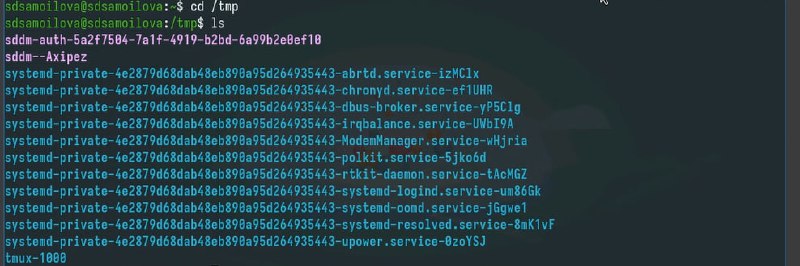 sdsamoilova@sdsamoilova:~$ cd /tmp
sdsamoilova@sdsamoilova:/tmp$ ls
sddm-auth-5a2f7504-7a1f-4919-b2bd-6a99b2e0ef10
sddm--Axipez
systemd-private-4e2879d68dab48eb890a95d264935443-abrtd.service-izMClx
systemd-private-4e2879d68dab48eb890a95d264935443-chronyd.service-ef1UHR
systemd-private-4e2879d68dab48eb890a95d264935443-dbus-broker.service-yP5Clg
systemd-private-4e2879d68dab48eb890a95d264935443-irqbalance.service-UWbI9A
systemd-private-4e2879d68dab48eb890a95d264935443-ModemManager.service-wHjria
systemd-private-4e2879d68dab48eb890a95d264935443-polkit.service-5jko6d
systemd-private-4e2879d68dab48eb890a95d264935443-rtkit-daemon.service-tAcMGZ
systemd-private-4e2879d68dab48eb890a95d264935443-systemd-logind.service-um86Gk
systemd-private-4e2879d68dab48eb890a95d264935443-systemd-oomd.service-jGgwe1
systemd-private-4e2879d68dab48eb890a95d264935443-systemd-resolved.service-8mK1vF
systemd-private-4e2879d68dab48eb890a95d264935443-upower.service-0zoYSJ
tmux-1000